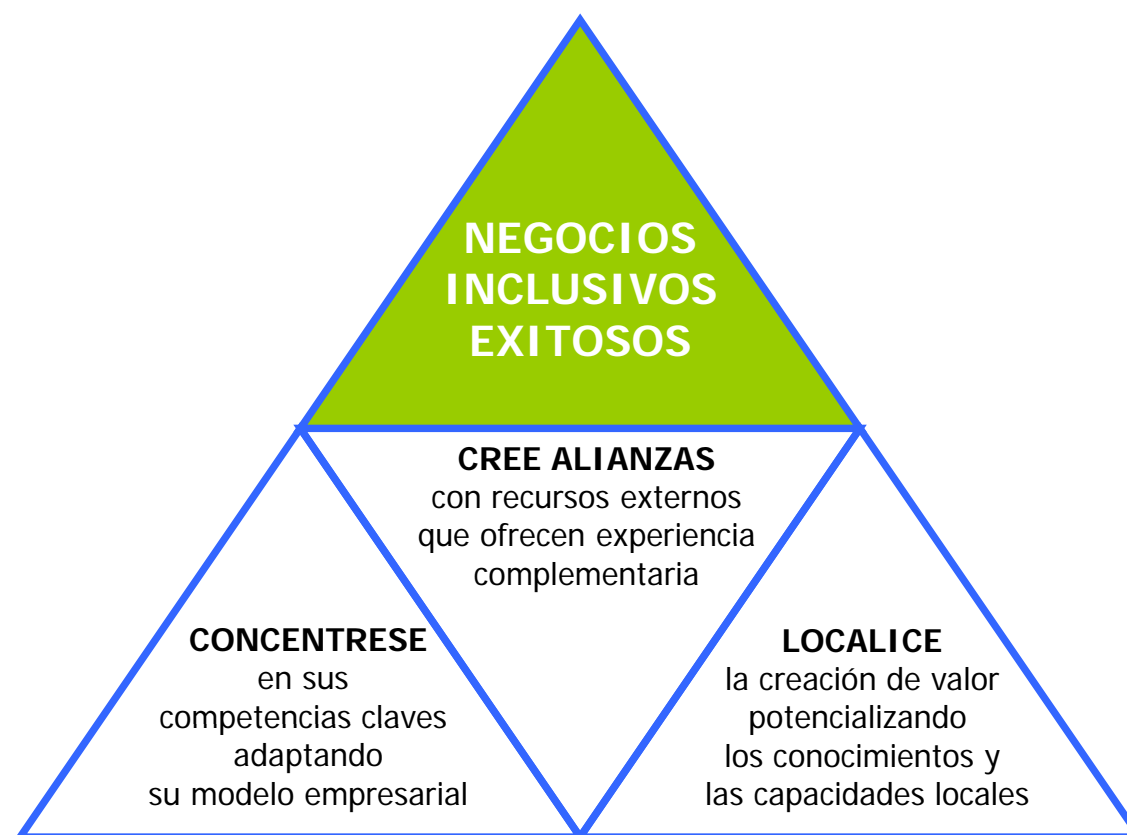 NEGOCIOS
INCLUSIVOS
EXITOSOS
CREE ALIANZAS
con recursos externos
que ofrecen experiencia
complementaria
CONCENTRESE
en sus
competencias claves
adaptando
su modelo empresarial
LOCALICE
la creación de valor
potencializando
los conocimientos y
las capacidades locales